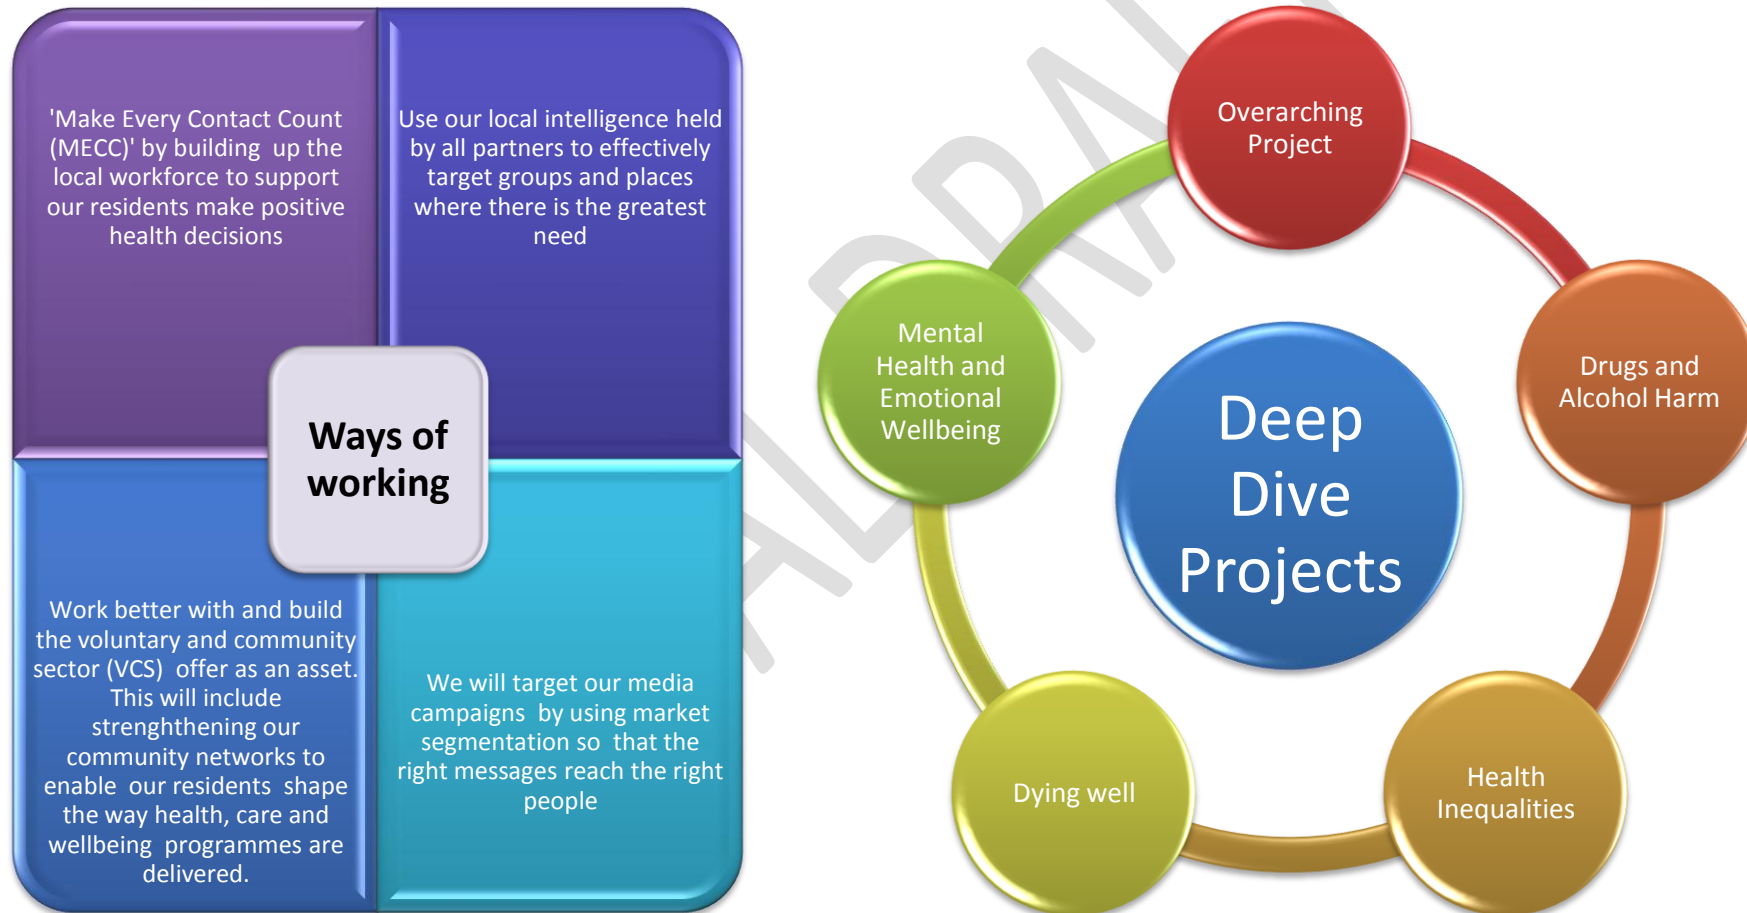 'Make Every Contact Count
(MECC)' by building up the
local workforce to support
our residents make positive
health decisions
Use our local intelligence held
by all partners to effectively
target groups and places
where there is the greatest
need
Ways of
working
Work better with and build
the voluntary and community
sector (VCS) offer as an asset.
This will include
strenghthening our
community networks to
enable our residents shape
the way health, care and
wellbeing programmes are
delivered.
We will target our media
campaigns by using market
segmentation so that the
right messages reach the right
people
Overarching
Project
Drugs and
Alcohol Harm
Health
Inequalities
Dying well
Mental
Health and
Emotional
Wellbeing
Deep
Dive
Projects